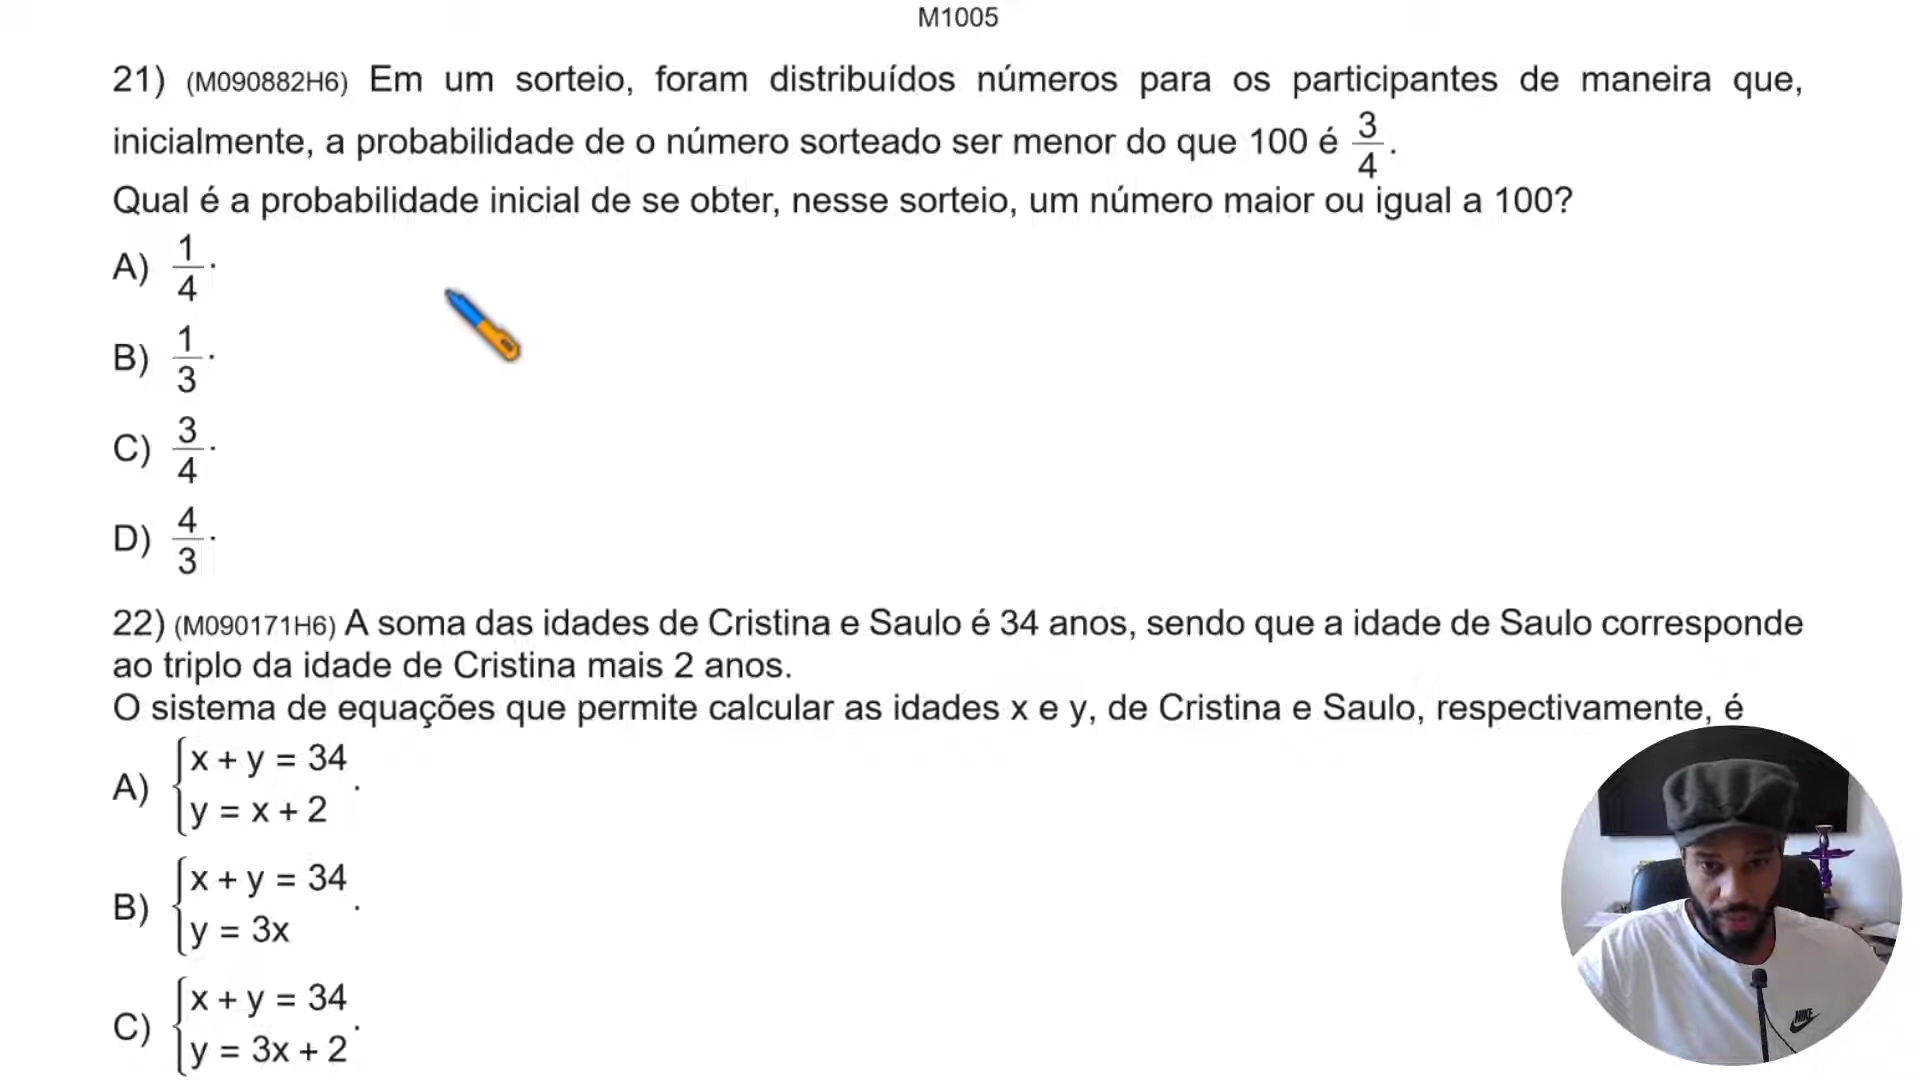 M1005
21) (M090882H6) Em um sorteio, foram distribuídos números para os participantes de maneira que,
inicialmente, a probabilidade de o número sorteado ser menor do que 100 é 3/4.
Qual é a probabilidade inicial de se obter, nesse sorteio, um número maior ou igual a 100?
A) 1/4.
B) 1/3.
C) 3/4.
D) 4/3.
22) (M090171H6) A soma das idades de Cristina e Saulo é 34 anos, sendo que a idade de Saulo corresponde
ao triplo da idade de Cristina mais 2 anos.
O sistema de equações que permite calcular as idades x e y, de Cristina e Saulo, respectivamente, é
A) { x + y = 34
y = x + 2 .
B) { x + y = 34
y = 3x .
C) { x + y = 34
y = 3x + 2 .
NIKE